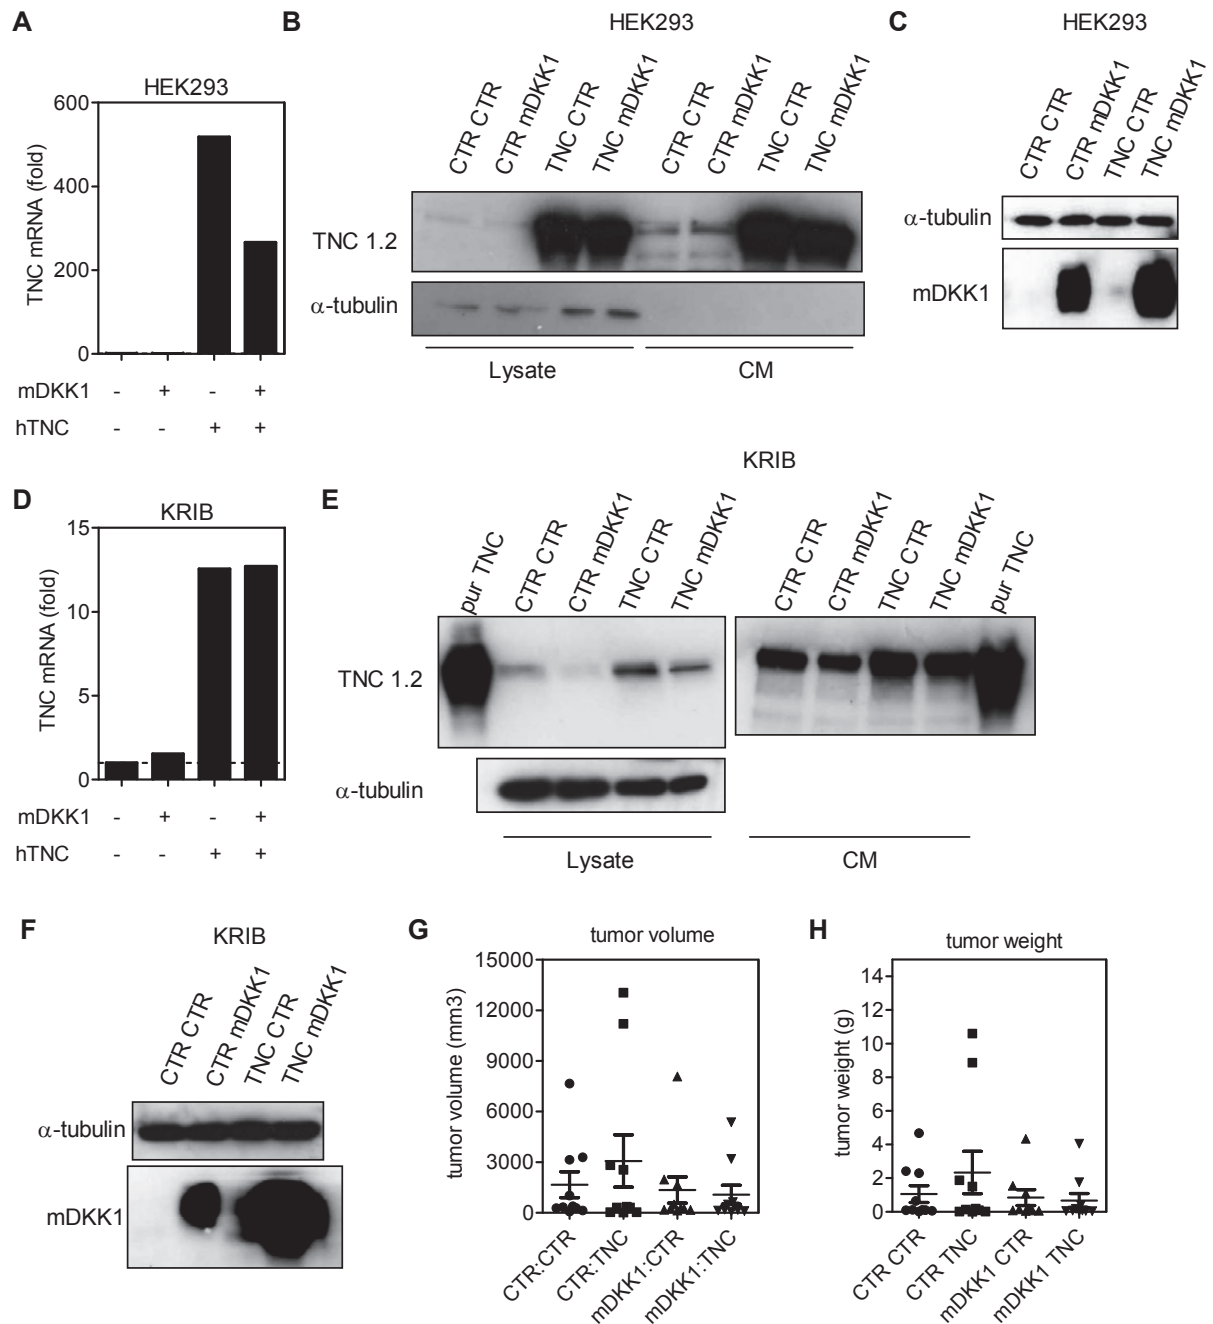 A
HEK293
TNC mRNA (fold)
600
400
200
0
mDKK1 - + - +
hTNC - - + +
B
HEK293
CTR CTR
CTR mDKK1
TNC CTR
TNC mDKK1
CTR CTR
CTR mDKK1
TNC CTR
TNC mDKK1
TNC 1.2
α-tubulin
Lysate
CM
C
HEK293
CTR CTR
CTR mDKK1
TNC CTR
TNC mDKK1
α-tubulin
mDKK1
D
KRIB
TNC mRNA (fold)
15
10
5
0
mDKK1 - + - +
hTNC - - + +
E
KRIB
pur TNC
CTR CTR
CTR mDKK1
TNC CTR
TNC mDKK1
CTR CTR
CTR mDKK1
TNC CTR
TNC mDKK1
pur TNC
TNC 1.2
α-tubulin
Lysate
CM
F
KRIB
CTR CTR
CTR mDKK1
TNC CTR
TNC mDKK1
α-tubulin
mDKK1
G
tumor volume
tumor volume (mm3)
15000
12000
9000
6000
3000
0
CTR:CTR
CTR:TNC
mDKK1:CTR
mDKK1:TNC
H
tumor weight
tumor weight (g)
14
12
10
8
6
4
2
0
CTR CTR
CTR TNC
mDKK1 CTR
mDKK1 TNC